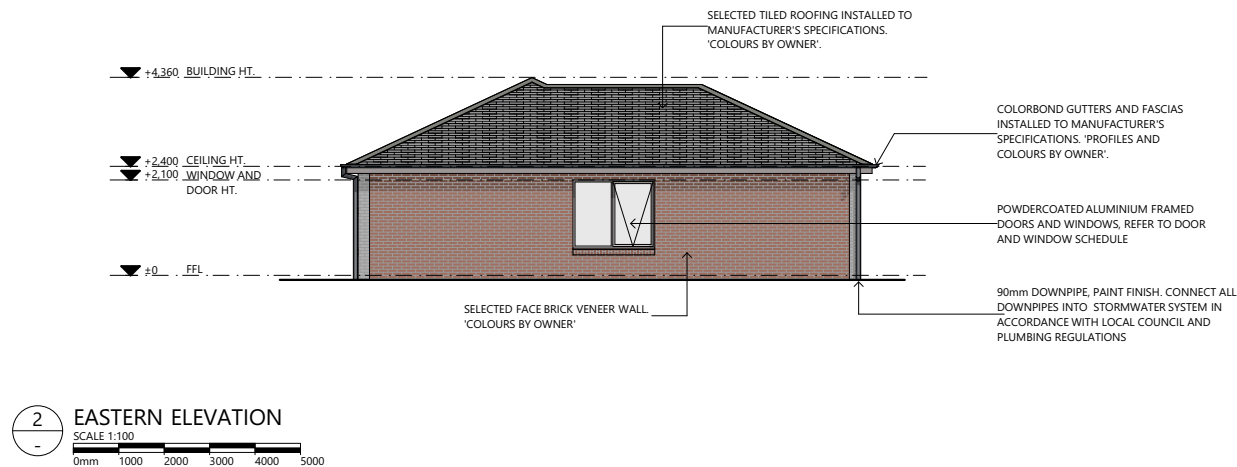 SELECTED TILED ROOFING INSTALLED TO
MANUFACTURER'S SPECIFICATIONS.
'COLOURS BY OWNER'.
+4,360 BUILDING HT.
COLORBOND GUTTERS AND FASCIAS
INSTALLED TO MANUFACTURER'S
SPECIFICATIONS. 'PROFILES AND
COLOURS BY OWNER'.
+2,400 CEILING HT.
+2,100 WINDOW AND
DOOR HT.
POWDERCOATED ALUMINIUM FRAMED
DOORS AND WINDOWS, REFER TO DOOR
AND WINDOW SCHEDULE
±0 FFL
SELECTED FACE BRICK VENEER WALL.
'COLOURS BY OWNER'
90mm DOWNPIPE, PAINT FINISH. CONNECT ALL
DOWNPIPES INTO STORMWATER SYSTEM IN
ACCORDANCE WITH LOCAL COUNCIL AND
PLUMBING REGULATIONS
2
-
EASTERN ELEVATION
SCALE 1:100
0mm 1000 2000 3000 4000 5000